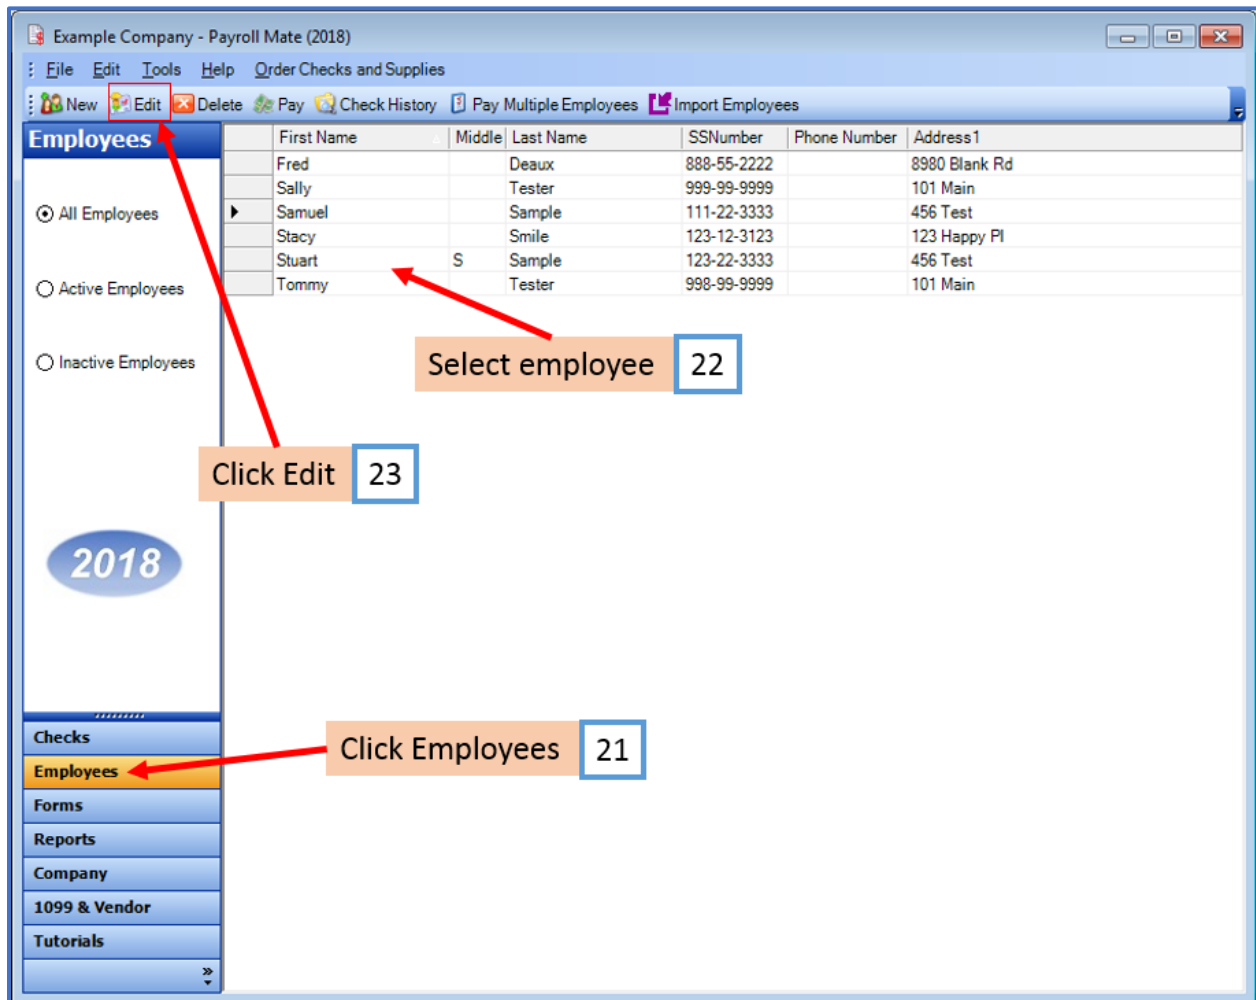 Example Company - Payroll Mate (2018)
File Edit Tools Help Order Checks and Supplies
New Edit Delete Pay Check History Pay Multiple Employees Import Employees
Employees
First Name Middle Last Name SSNumber Phone Number Address1
Fred Deaux 888-55-2222 8980 Blank Rd
Sally Tester 999-99-9999 101 Main
All Employees
Samuel Sample 111-22-3333 456 Test
Stacy Smile 123-12-3123 123 Happy Pl
Stuart S Sample 123-22-3333 456 Test
Active Employees
Tommy Tester 998-99-9999 101 Main
Inactive Employees
Select employee 22
Click Edit 23
2018
Checks
Click Employees 21
Employees
Forms
Reports
Company
1099 & Vendor
Tutorials